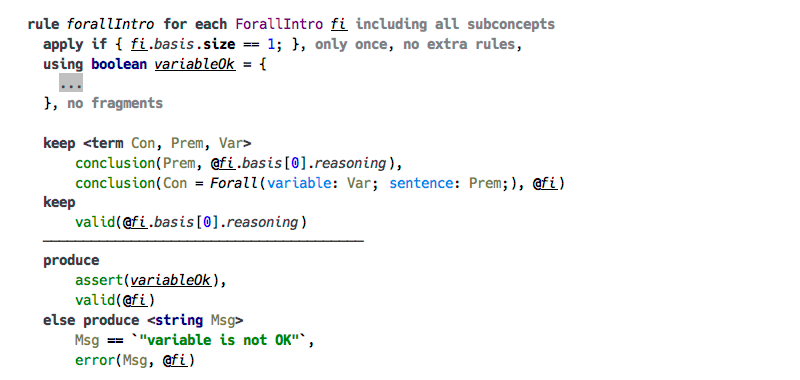 rule forallIntro for each ForallIntro fi including all subconcepts
apply if { fi.basis.size == 1; }, only once, no extra rules,
using boolean variableOk = {
...
}, no fragments
keep <term Con, Prem, Var>
conclusion(Prem, @fi.basis[0].reasoning),
conclusion(Con = Forall(variable: Var; sentence: Prem;), @fi)
keep
valid(@fi.basis[0].reasoning)
produce
assert(variableOk),
valid(@fi)
else produce <string Msg>
Msg == `"variable is not OK"`,
error(Msg, @fi)